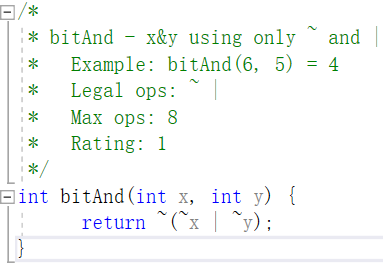 /*
* bitAnd - x&y using only ~ and |
*   Example: bitAnd(6, 5) = 4
*   Legal ops: ~ |
*   Max ops: 8
*   Rating: 1
*/
int bitAnd(int x, int y) {
     return ~(~x | ~y);
}